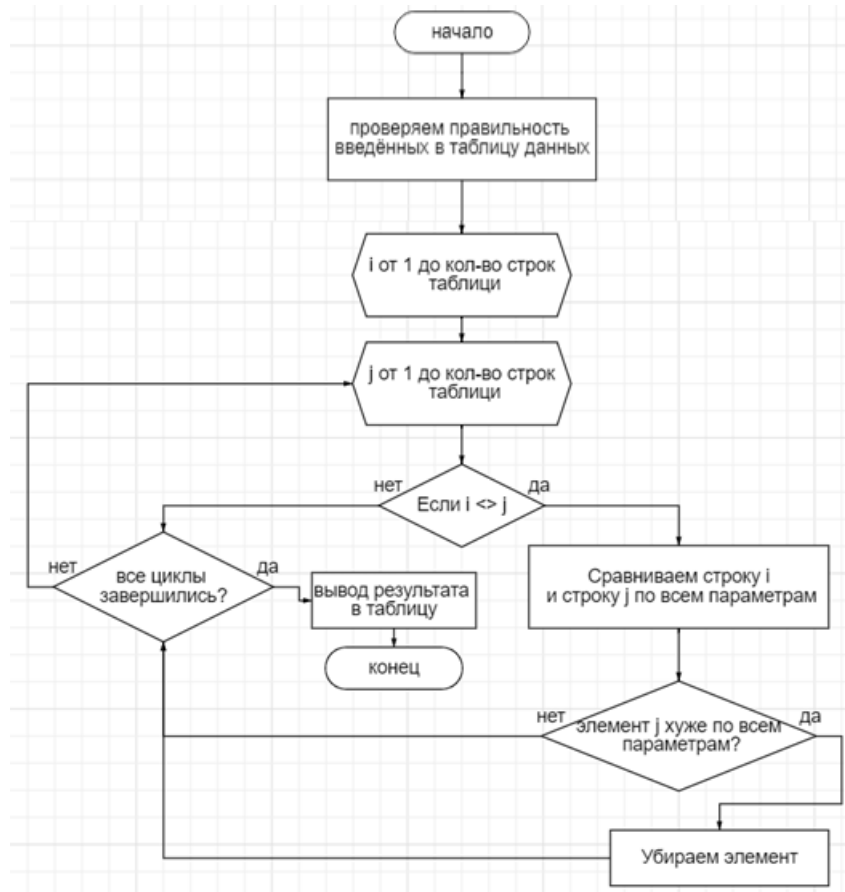 начало
проверяем правильность
введённых в таблицу данных
i от 1 до кол-во строк
таблици
j от 1 до кол-во строк
таблици
нет
да
Если i <> j
нет
все циклы
завершились?
да
вывод результата
в таблицу
конец
Сравниваем строку i
и строку j по всем параметрам
нет
элемент j хуже по всем
параметрам?
да
Убираем элемент